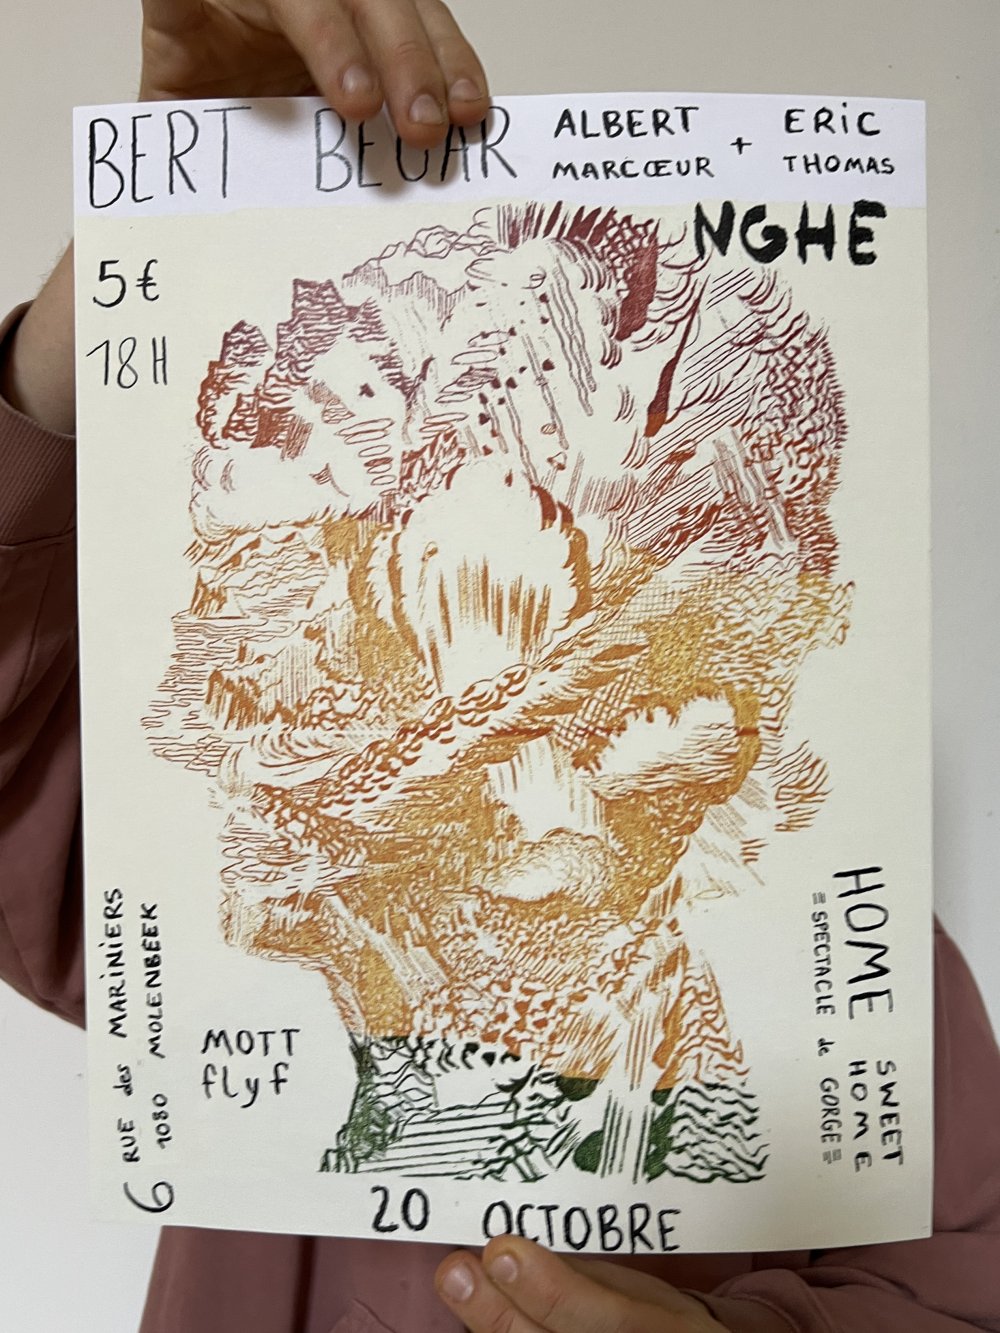 BERT
ALBERT MARCŒUR + ERiC THOMAS
NGHE
5€
18H
6 RUE des MARiNiERS
1080 MOLENBEEK
MOTT
flyf
HOME SWEET HOME
= SPECTACLE de GORGE =
20 OCTOBRE